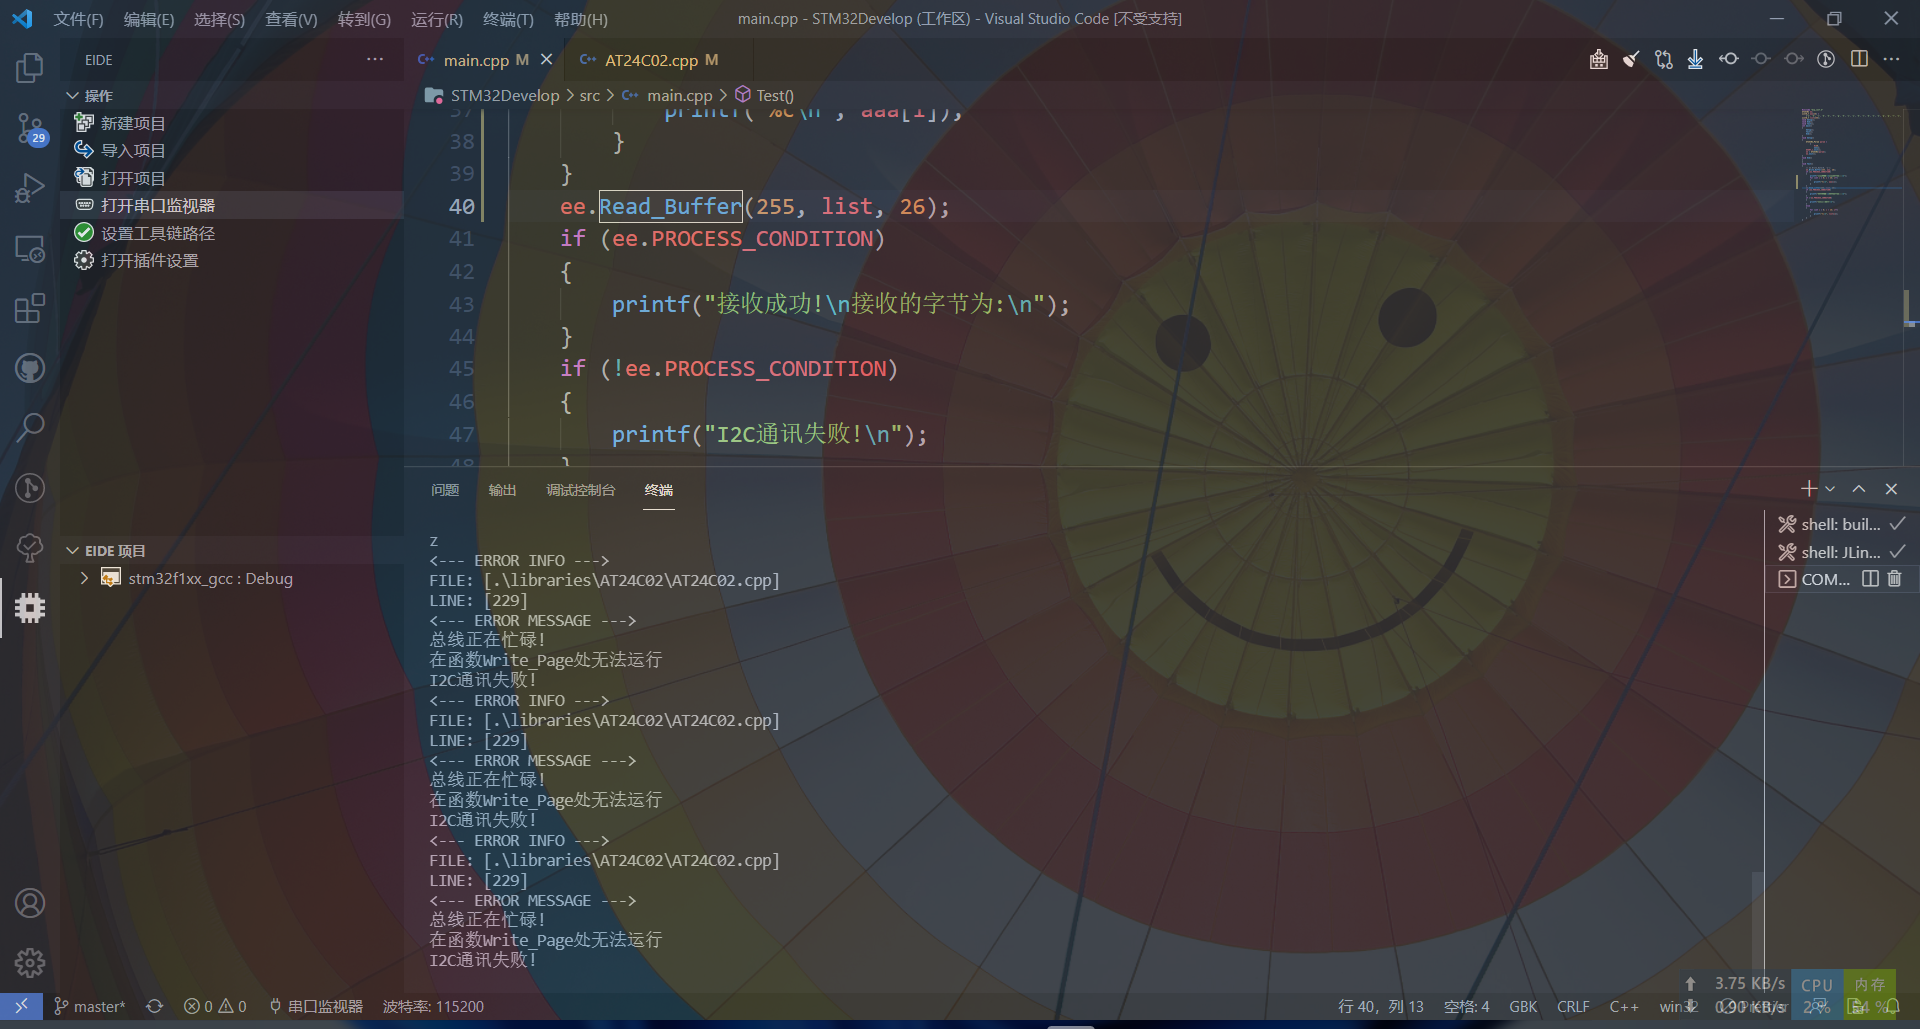 文件(F) 编辑(E) 选择(S) 查看(V) 转到(G) 运行(R) 终端(T) 帮助(H)
main.cpp - STM32Develop (工作区) - Visual Studio Code [不受支持]
EIDE
操作
新建项目
导入项目
打开项目
打开串口监视器
设置工具链路径
打开插件设置
29
EIDE 项目
stm32f1xx_gcc : Debug
main.cpp M
AT24C02.cpp M
STM32Develop > src > main.cpp > Test()
37 printf("%c\n", aaa[i]);
38 }
39 }
40 ee.Read_Buffer(255, list, 26);
41 if (ee.PROCESS_CONDITION)
42 {
43 printf("接收成功!\n接收的字节为:\n");
44 }
45 if (!ee.PROCESS_CONDITION)
46 {
47 printf("I2C通讯失败!\n");
48 }
问题 输出 调试控制台 终端
z
<--- ERROR INFO --->
FILE: [.\libraries\AT24C02\AT24C02.cpp]
LINE: [229]
<--- ERROR MESSAGE --->
总线正在忙碌!
在函数Write_Page处无法运行
I2C通讯失败!
<--- ERROR INFO --->
FILE: [.\libraries\AT24C02\AT24C02.cpp]
LINE: [229]
<--- ERROR MESSAGE --->
总线正在忙碌!
在函数Write_Page处无法运行
I2C通讯失败!
<--- ERROR INFO --->
FILE: [.\libraries\AT24C02\AT24C02.cpp]
LINE: [229]
<--- ERROR MESSAGE --->
总线正在忙碌!
在函数Write_Page处无法运行
I2C通讯失败!
shell: buil...
shell: JLin...
COM...
3.75 KB/s
0.90 KB/s
CPU
内存
master* 0 0 串口监视器 波特率: 115200
行 40，列 13 空格: 4 GBK CRLF C++ win32